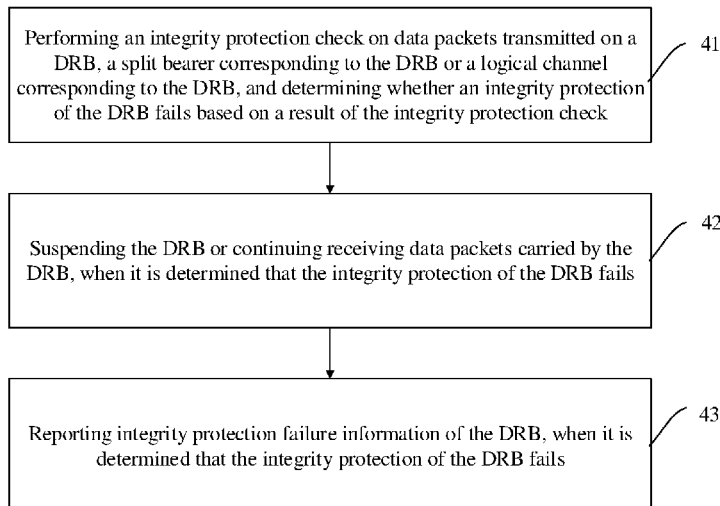 Performing an integrity protection check on data packets transmitted on a
DRB, a split bearer corresponding to the DRB or a logical channel
corresponding to the DRB, and determining whether an integrity protection
of the DRB fails based on a result of the integrity protection check
41
Suspending the DRB or continuing receiving data packets carried by the
DRB, when it is determined that the integrity protection of the DRB fails
42
Reporting integrity protection failure information of the DRB, when it is
determined that the integrity protection of the DRB fails
43